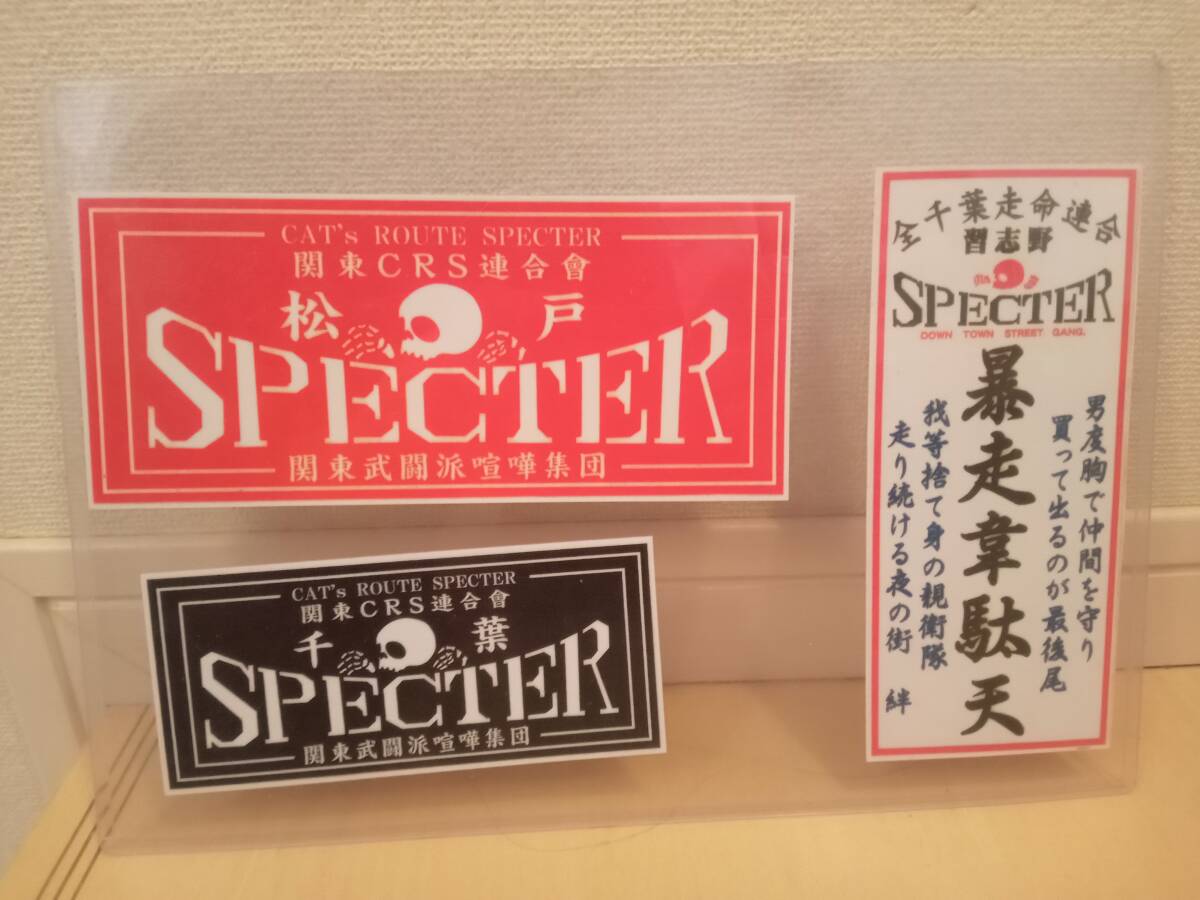 CAT's ROUTE SPECTER
関東CRS連合會
松戸
SPECTER
関東武闘派喧嘩集団
CAT's ROUTE SPECTER
関東CRS連合會
千葉
SPECTER
関東武闘派喧嘩集団
全千葉走命連合
習志野
SPECTER
DOWN TOWN STREET GANG.
男度胸で仲間を守り
買って出るのが最後尾
暴走韋駄天
我等捨て身の親衛隊
走り続ける夜の街 絆